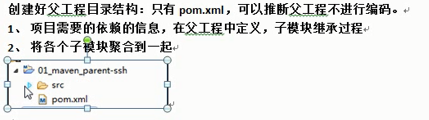 创建好父工程目录结构：只有 pom.xml，可以推断父工程不进行编码。
1、 项目需要的依赖的信息，在父工程中定义，子模块继承过程
2、 将各个子模块聚合到一起
01_maven_parent-ssh
src
pom.xml